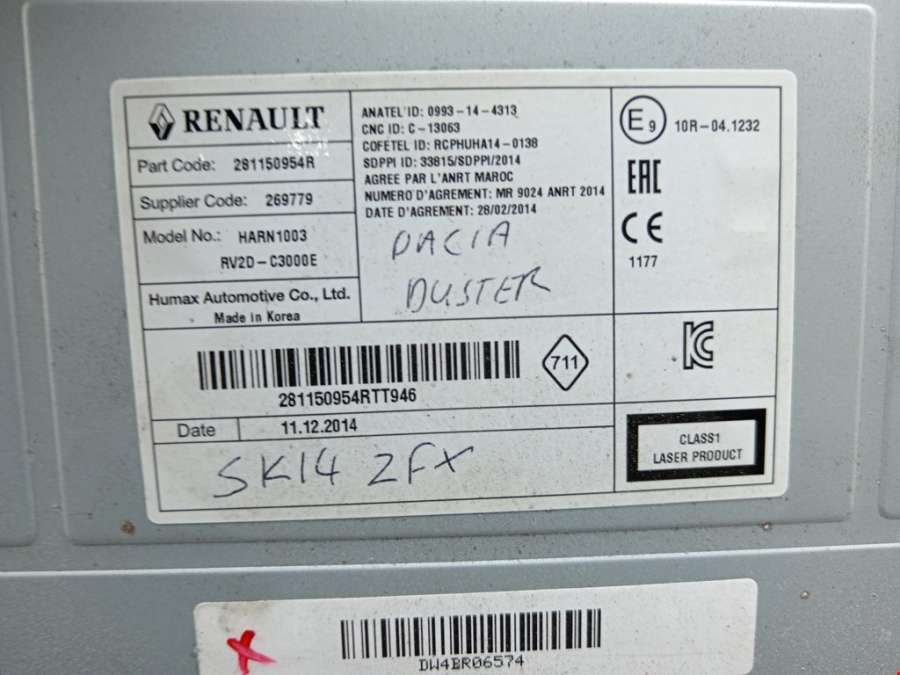 RENAULT
Part Code: 281150954R
Supplier Code: 269779
Model No.: HARN1003
RV2D-C3000E
Humax Automotive Co., Ltd.
Made in Korea
ANATEL'ID: 0993-14-4313
CNC ID: C-13063
COFETEL ID: RCPHUHA14-0138
SDPPI ID: 33815/SDPPI/2014
AGREE PAR L'ANRT MAROC
NUMERO D'AGREMENT: MR 9024 ANRT 2014
DATE D'AGREMENT: 28/02/2014
DACIA
DUSTER
E9 10R-04.1232
EAC
CE
1177
281150954RTT946
711
Date 11.12.2014
SK14 ZFX
CLASS1
LASER PRODUCT
DW4BR06574